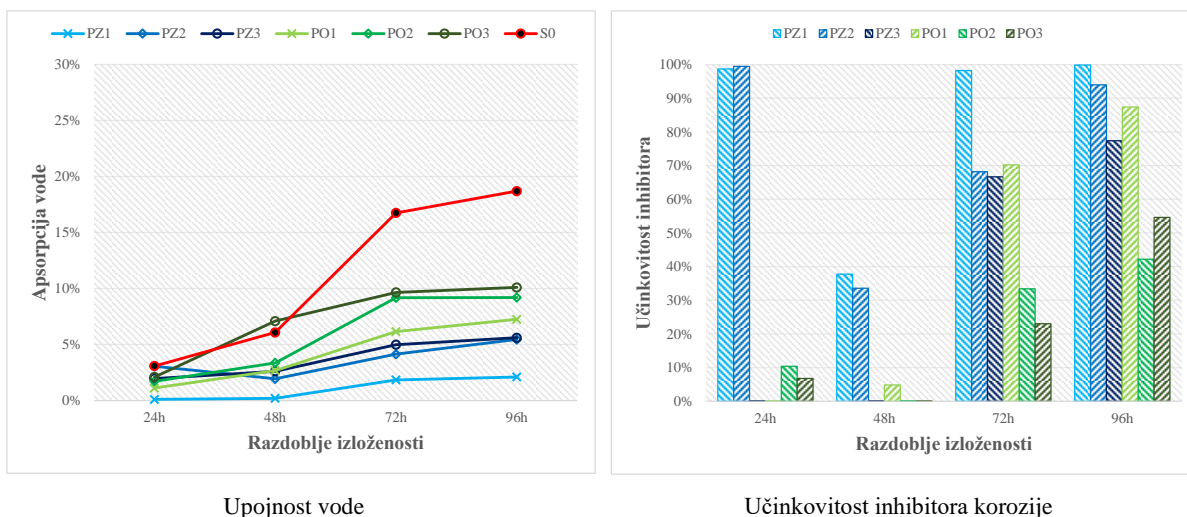 PZ1 PZ2 PZ3 PO1 PO2 PO3 S0
30%
25%
20%
15%
10%
5%
0%
Apsorpcija vode
24h 48h 72h 96h
Razdoblje izloženosti
Upojnost vode
PZ1 PZ2 PZ3 PO1 PO2 PO3
100%
90%
80%
70%
60%
50%
40%
30%
20%
10%
0%
Učinkovitost inhibitora
24h 48h 72h 96h
Razdoblje izloženosti
Učinkovitost inhibitora korozije